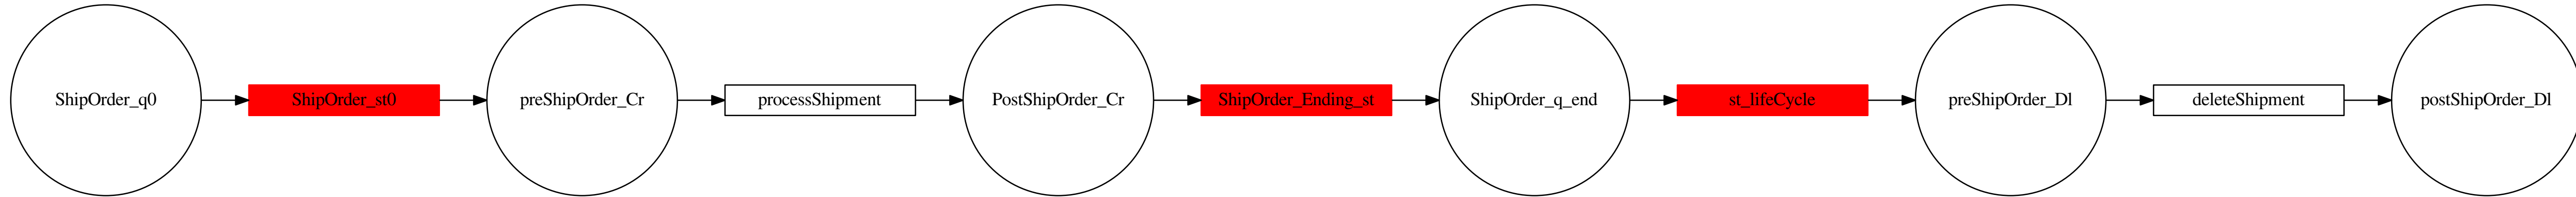 ShipOrder_q0
ShipOrder_st0
preShipOrder_Cr
processShipment
PostShipOrder_Cr
ShipOrder_Ending_st
ShipOrder_q_end
st_lifeCycle
preShipOrder_Dl
deleteShipment
postShipOrder_Dl